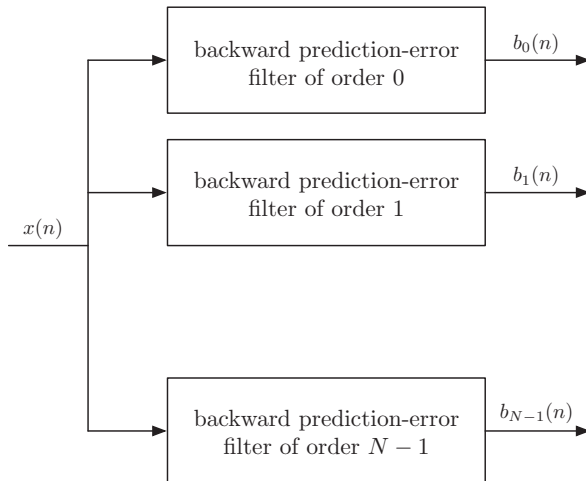 backward prediction-error
filter of order 0
b_0(n)
backward prediction-error
filter of order 1
b_1(n)
x(n)
backward prediction-error
filter of order N − 1
b_{N−1}(n)